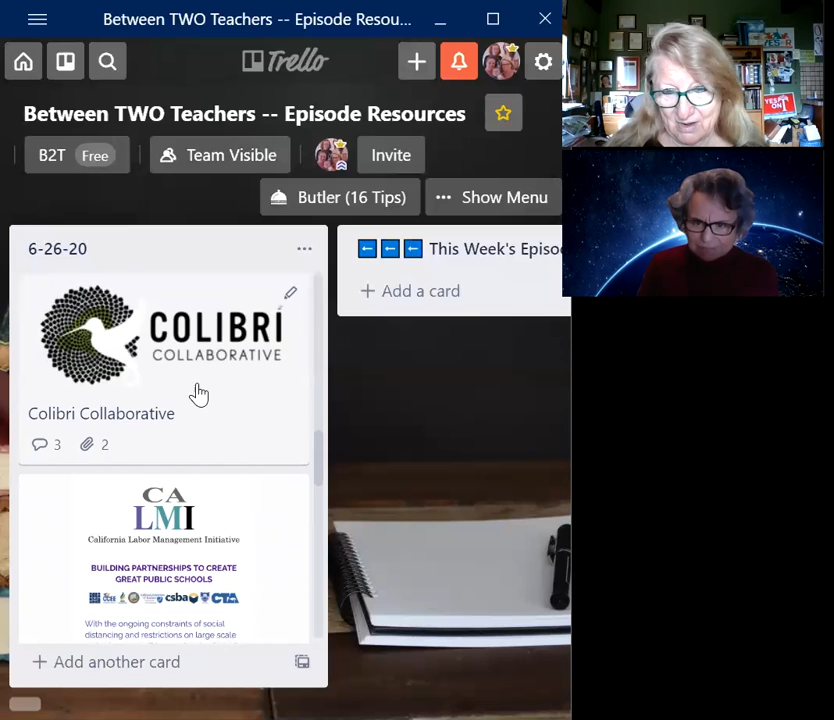 Between TWO Teachers -- Episode Resou...
Trello
Between TWO Teachers -- Episode Resources
B2T Free
Team Visible
Invite
Butler (16 Tips)
Show Menu
6-26-20
COLIBRÍ
COLLABORATIVE
Colibri Collaborative
3
2
CA
LMI
California Labor Management Initiative
BUILDING PARTNERSHIPS TO CREATE
GREAT PUBLIC SCHOOLS
csba
CTA
With the ongoing constraints of social
distancing and restrictions on large scale
Add another card
This Week's Episo
Add a card
YES
ON